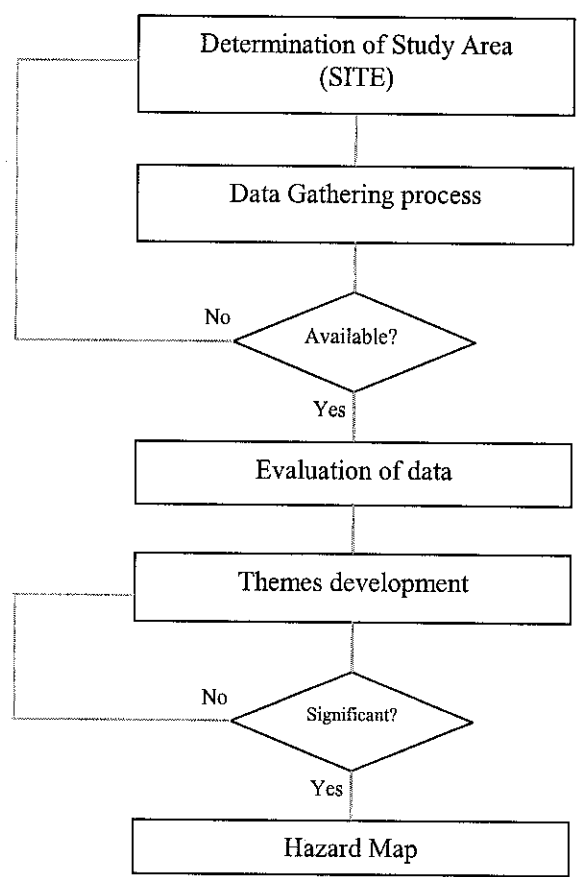 Determination of Study Area
(SITE)
Data Gathering process
No
Available?
Yes
Evaluation of data
Themes development
No
Significant?
Yes
Hazard Map